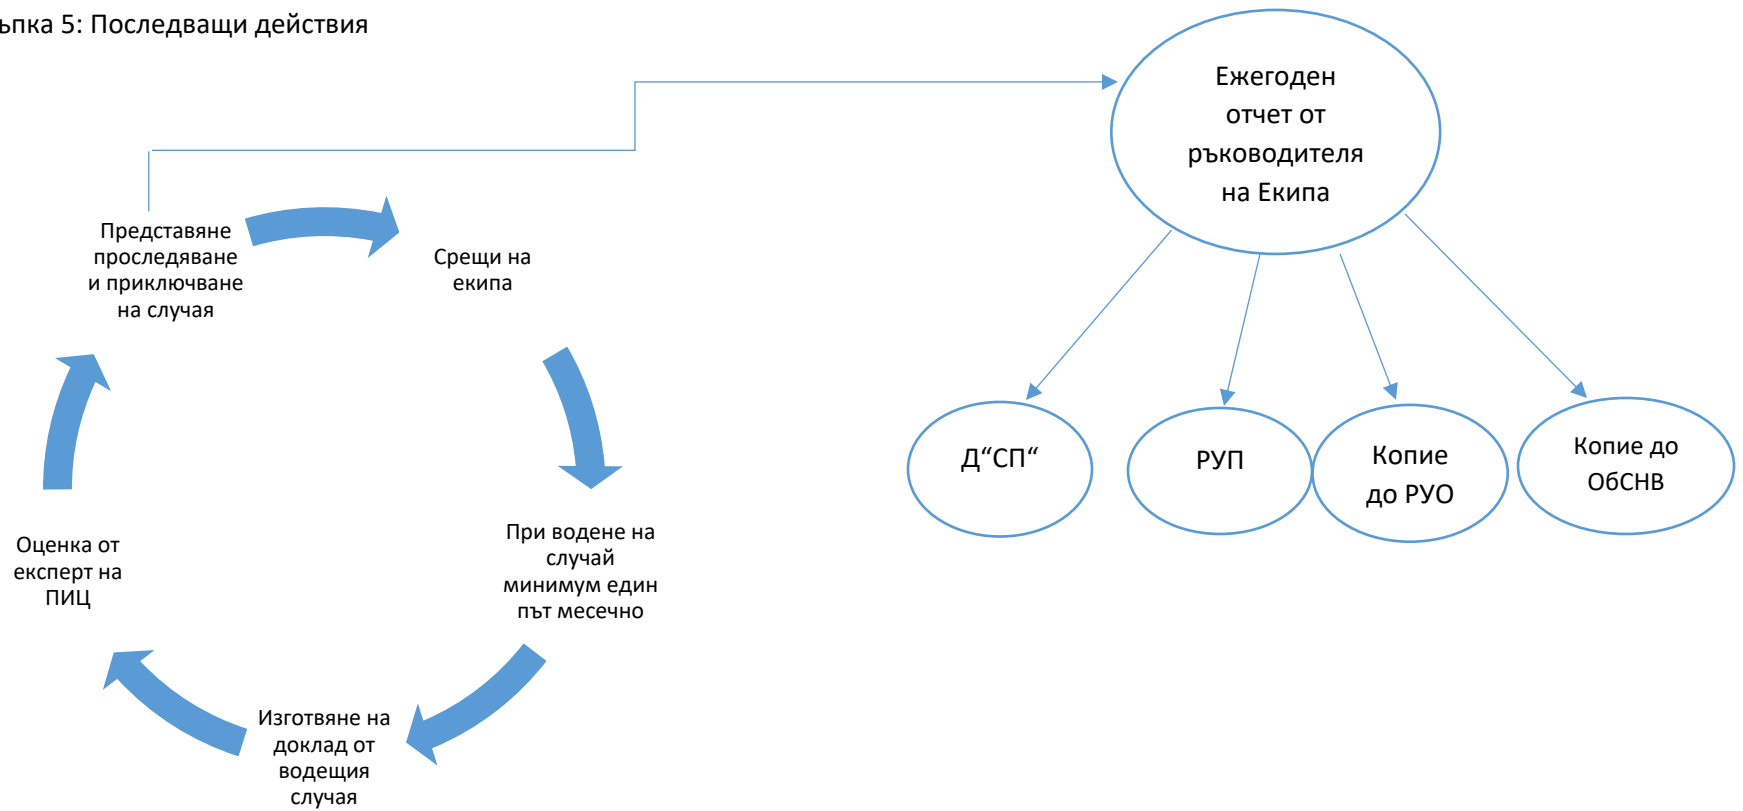 ъпка 5: Последващи действия
Ежегоден
отчет от
ръководителя
на Екипа
Представяне
проследяване
и приключване
на случая
Срещи на
екипа
При водене на
случай
минимум един
път месечно
Изготвяне на
доклад от
водещия
случая
Оценка от
експерт на
ПИЦ
Д“СП“
РУП
Копие
до РУО
Копие до
ОбСНВ